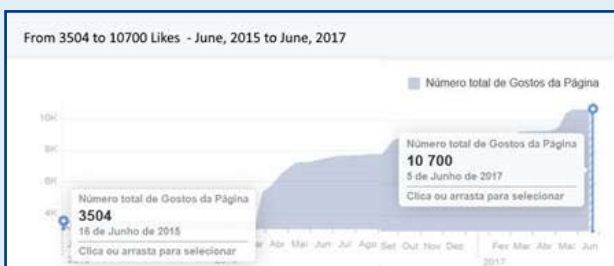 From 3504 to 10700 Likes - June, 2015 to June, 2017
Número total de Gostos da Página
10K
8K
6K
4K
Número total de Gostos da Página
10 700
5 de Junho de 2017
Clica ou arrasta para selecionar
Número total de Gostos da Página
3504
16 de Junho de 2015
Clica ou arrasta para selecionar
Abr Mai Jun Jul Ago Set Out Nov Dez Fev Mar Abr Mai Jun
2017